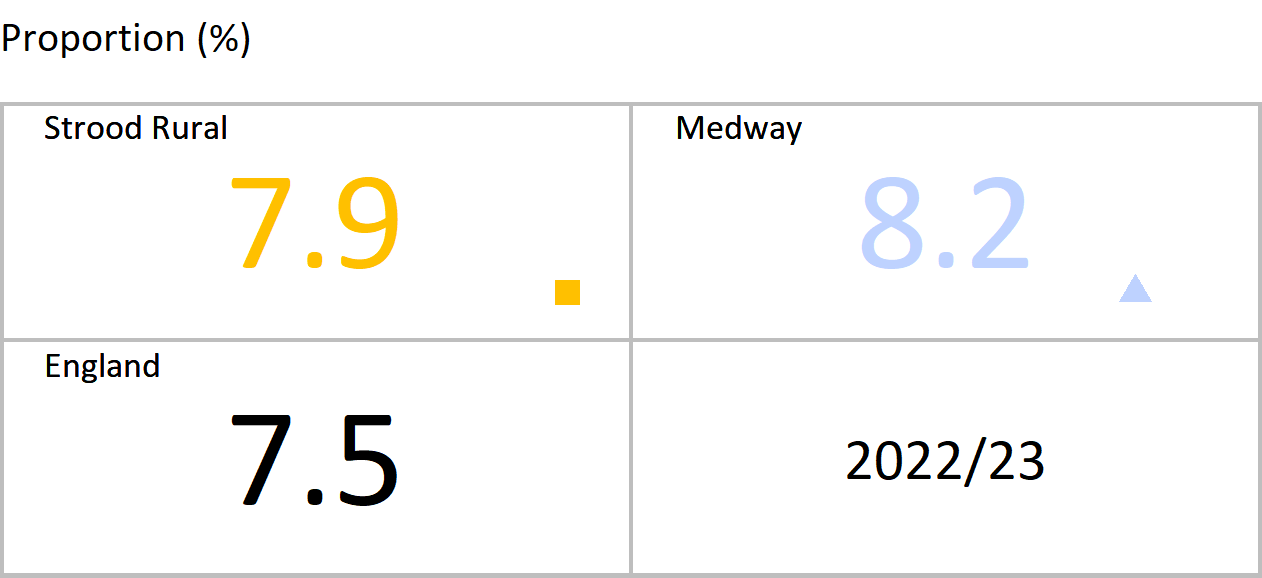 Proportion (%)
Strood Rural
7.9
Medway
8.2
England
7.5
2022/23